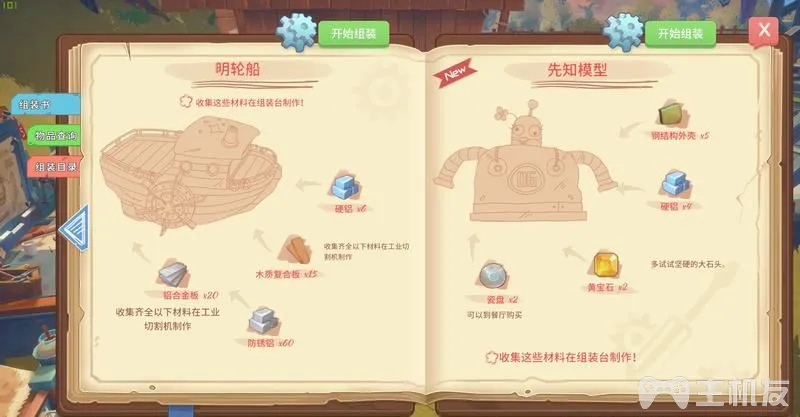 101
开始组装
开始组装
X
组装书
物品查询
组装目录
明轮船
收集这些材料在组装台制作!
硬铝 x6
木质复合板 x15
收集齐全以下材料在工业切
割机制作
铝合金板 x20
收集齐全以下材料在工业
切割机制作
防锈铝 x60
New
先知模型
钢结构外壳 x5
硬铝 x4
06
瓷盘 x2
可以到餐厅购买
黄宝石 x2
多试试坚硬的大石头。
收集这些材料在组装台制作!
主机友